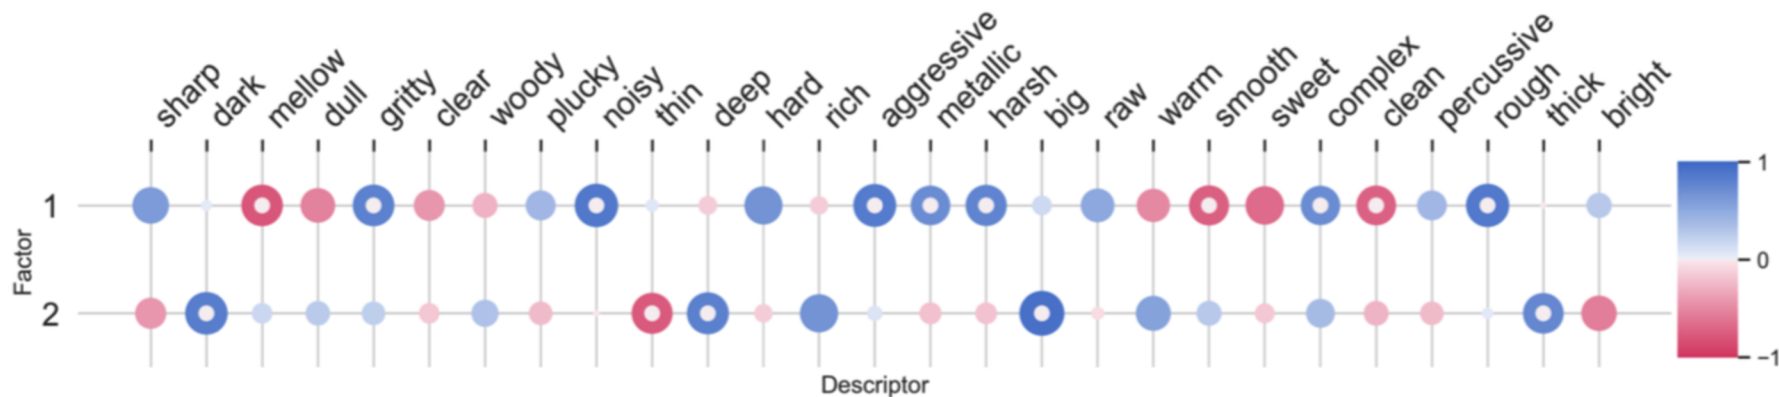 sharp
dark
mellow
dull
gritty
clear
woody
plucky
noisy
thin
deep
hard
rich
aggressive
metallic
harsh
big
raw
warm
smooth
sweet
complex
clean
percussive
rough
thick
bright
1
2
Factor
Descriptor
1
0
−1